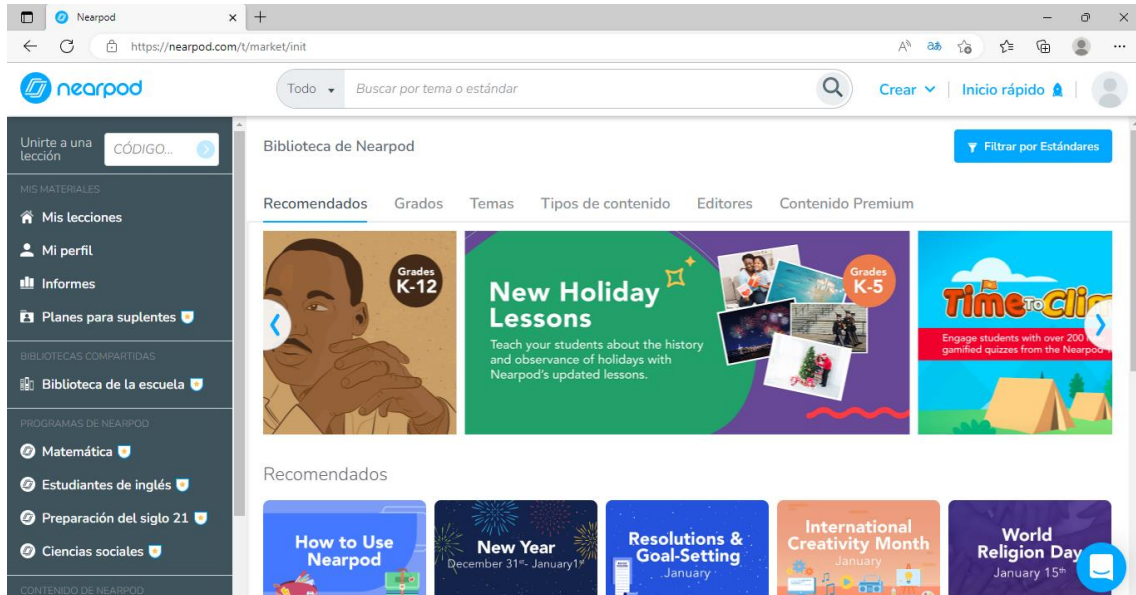 Nearpod
https://nearpod.com/t/market/init
nearpod
Todo
Buscar por tema o estándar
Crear
Inicio rápido
Unirte a una
lección
CÓDIGO...
MIS MATERIALES
Mis lecciones
Mi perfil
Informes
Planes para suplentes
BIBLIOTECAS COMPARTIDAS
Biblioteca de la escuela
PROGRAMAS DE NEARPOD
Matemática
Estudiantes de inglés
Preparación del siglo 21
Ciencias sociales
CONTENIDO DE NEARPOD
Biblioteca de Nearpod
Filtrar por Estándares
Recomendados Grados Temas Tipos de contenido Editores Contenido Premium
Grades
K-12
New Holiday
Lessons
Teach your students about the history
and observance of holidays with
Nearpod's updated lessons.
Grades
K-5
Time TO
Engage students with over 200
gamified quizzes from the Nearpod
Recomendados
How to Use
Nearpod
New Year
December 31st- January1st
Resolutions &
Goal-Setting
January
International
Creativity Month
January
World
Religion Day
January 15th